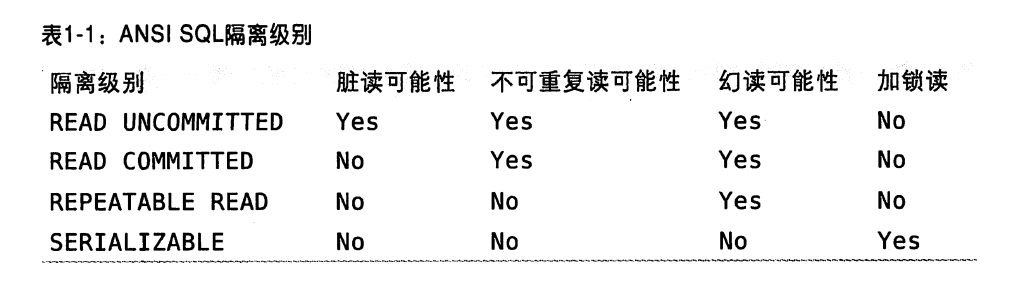 表1-1：ANSI SQL隔离级别
隔离级别 脏读可能性 不可重复读可能性 幻读可能性 加锁读
READ UNCOMMITTED Yes Yes Yes No
READ COMMITTED No Yes Yes No
REPEATABLE READ No No Yes No
SERIALIZABLE No No No Yes